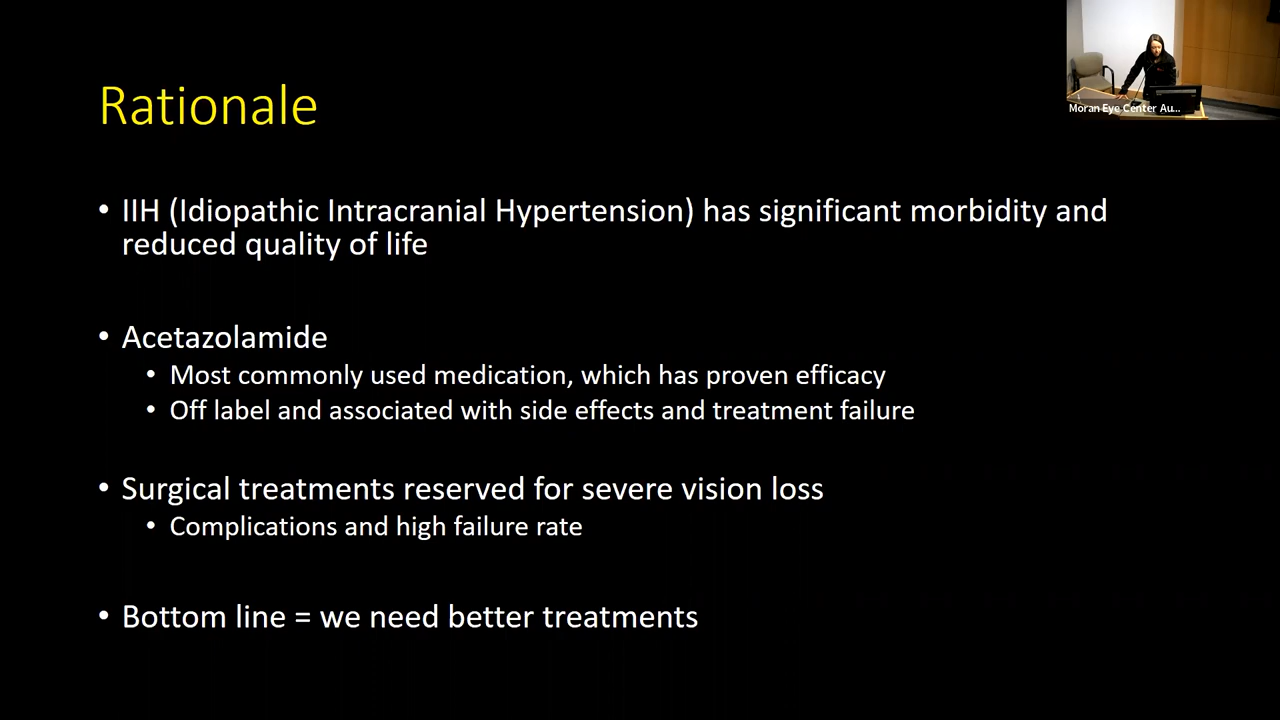 Moran Eye Center Au...
Rationale
• IIH (Idiopathic Intracranial Hypertension) has significant morbidity and
reduced quality of life
• Acetazolamide
• Most commonly used medication, which has proven efficacy
• Off label and associated with side effects and treatment failure
• Surgical treatments reserved for severe vision loss
• Complications and high failure rate
• Bottom line = we need better treatments